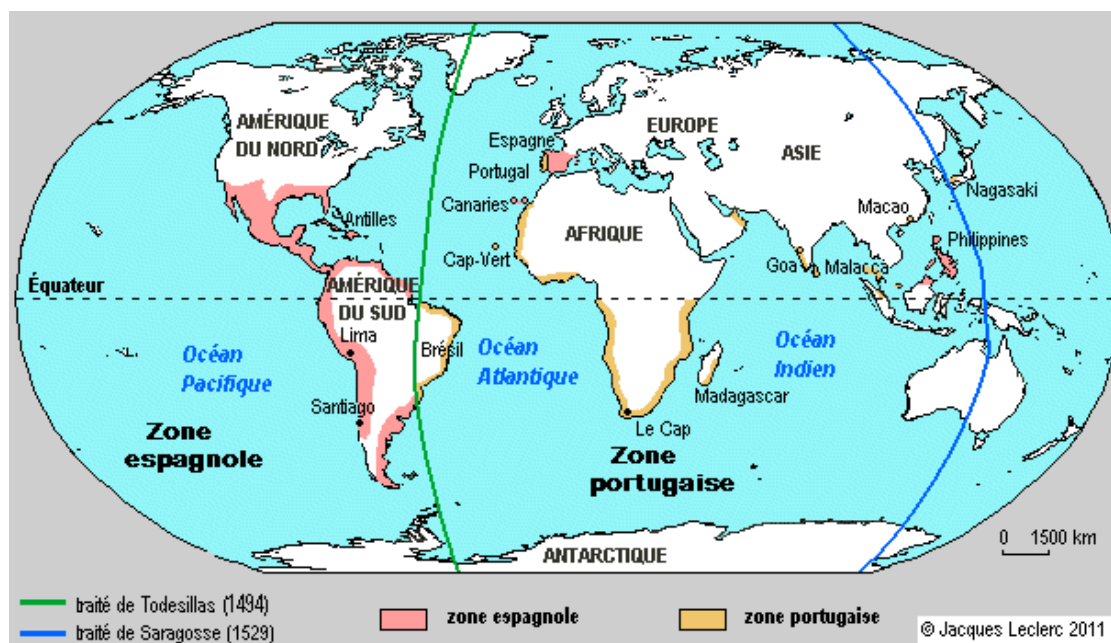 AMÉRIQUE
DU NORD
Espagne
EUROPE
ASIE
Portugal
Nagasaki
Canaries
Antilles
Macao
AFRIQUE
Philippines
Cap-Vert
Goa
Malacca
Équateur
AMÉRIQUE
DU SUD
Lima
Brésil
Océan
Pacifique
Océan
Atlantique
Océan
Indien
Madagascar
Santiago
Le Cap
Zone
espagnole
Zone
portugaise
0 1500 km
ANTARCTIQUE
traité de Todesillas (1494)
zone espagnole
zone portugaise
traité de Saragosse (1529)
© Jacques Leclerc 2011